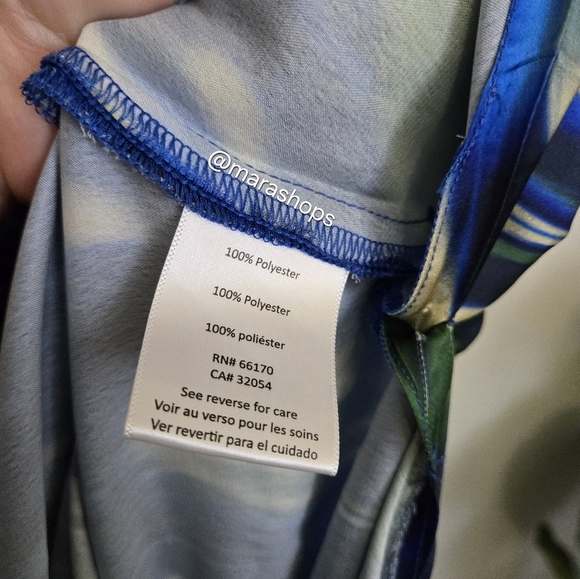 @marashops
100% Polyester
100% Polyester
100% poliéster
RN# 66170
CA# 32054
See reverse for care
Voir au verso pour les soins
Ver revertir para el cuidado